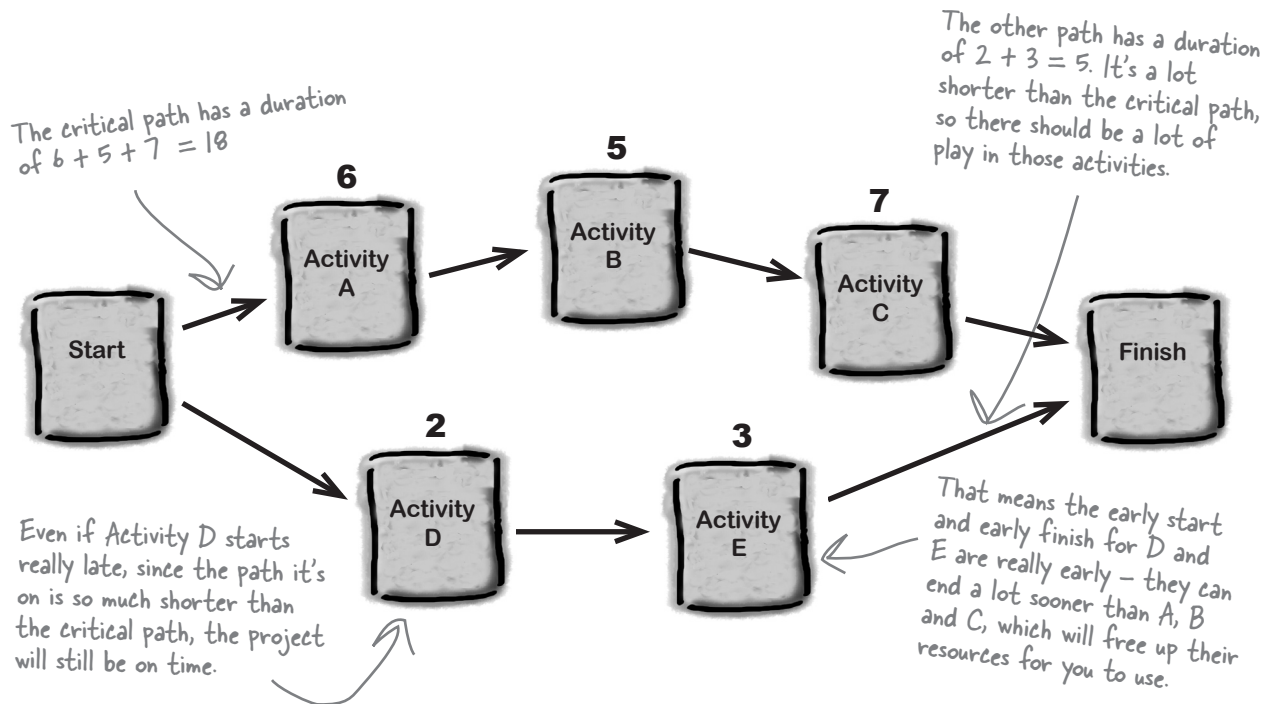 The critical path has a duration
of 6 + 5 + 7 = 18
The other path has a duration
of 2 + 3 = 5. It's a lot
shorter than the critical path,
so there should be a lot of
play in those activities.
6
5
7
Activity
A
Activity
B
Activity
C
Start
Finish
2
3
Activity
D
Activity
E
Even if Activity D starts
really late, since the path it's
on is so much shorter than
the critical path, the project
will still be on time.
That means the early start
and early finish for D and
E are really early – they can
end a lot sooner than A, B
and C, which will free up their
resources for you to use.